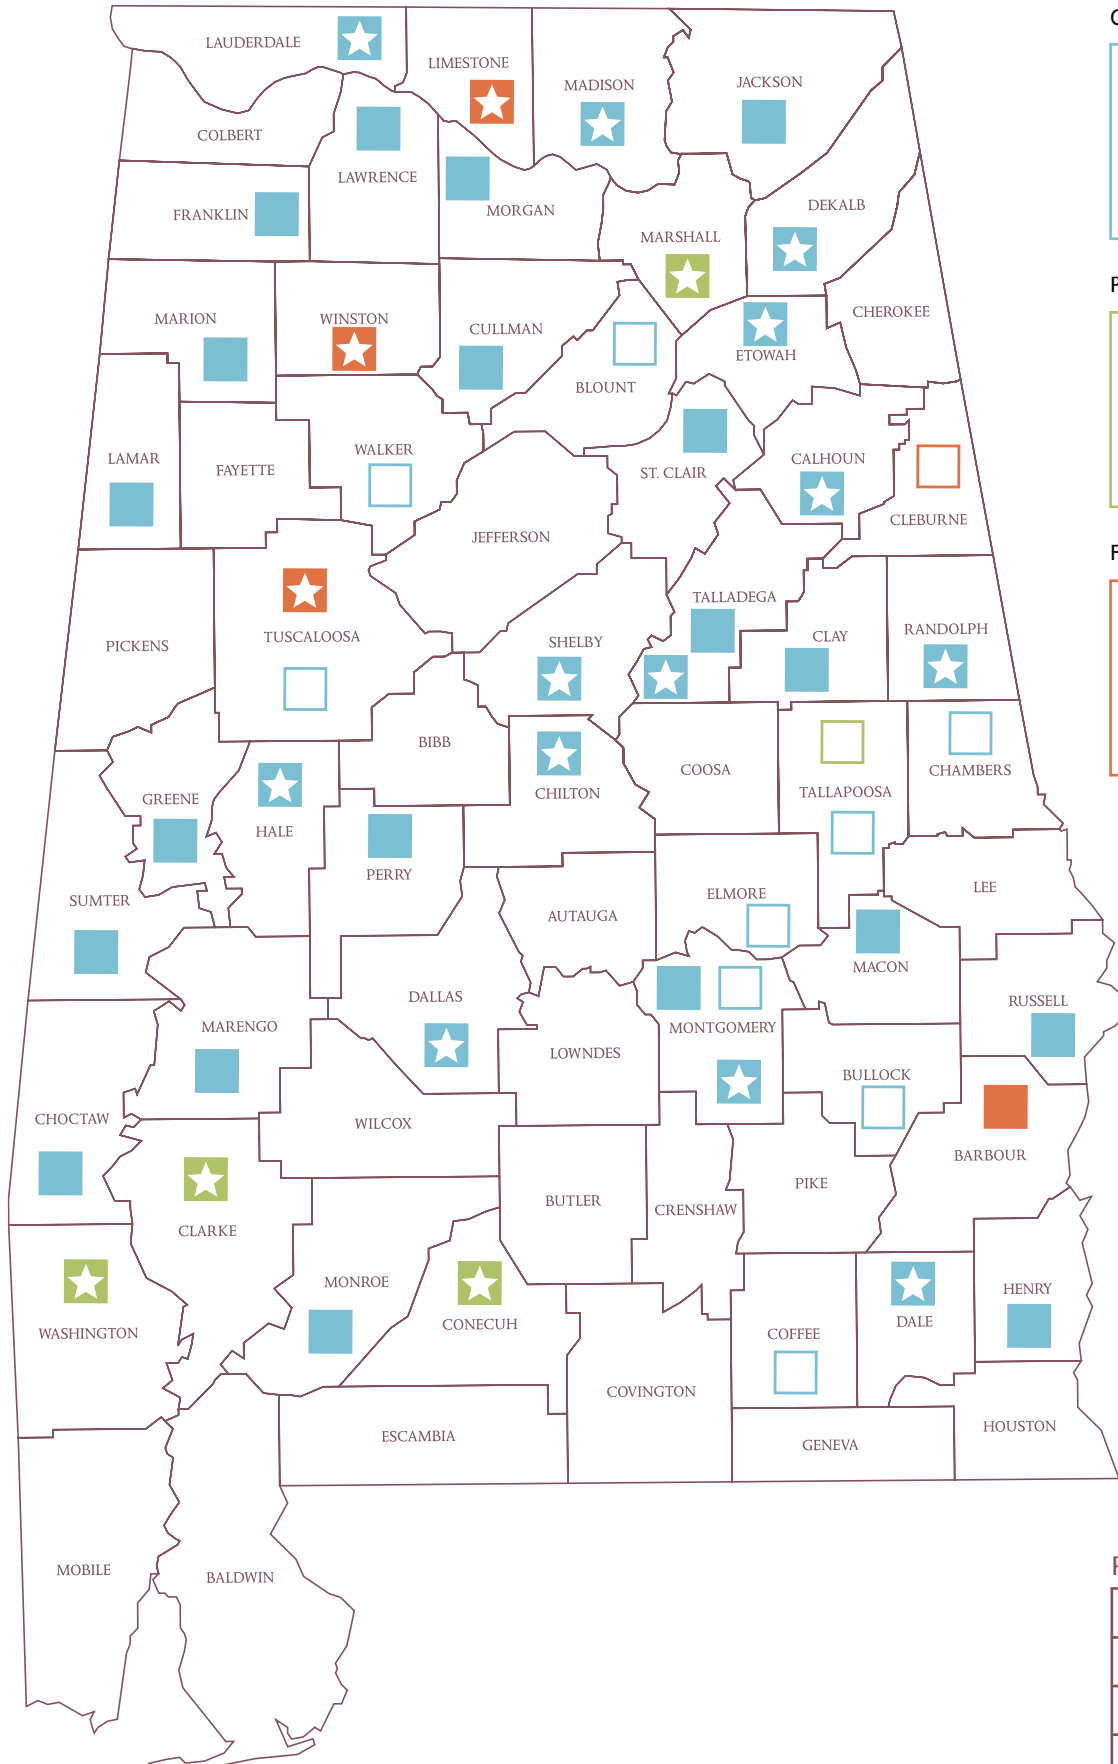 LAUDERDALE
LIMESTONE
MADISON
JACKSON
COLBERT
LAWRENCE
FRANKLIN
MORGAN
DEKALB
MARSHALL
MARION
WINSTON
CULLMAN
CHEROKEE
ETOWAH
BLOUNT
LAMAR
FAYETTE
WALKER
ST. CLAIR
CALHOUN
CLEBURNE
JEFFERSON
TALLADEGA
PICKENS
TUSCALOOSA
SHELBY
CLAY
RANDOLPH
BIBB
COOSA
CHAMBERS
GREENE
HALE
CHILTON
TALLAPOOSA
PERRY
SUMTER
AUTAUGA
ELMORE
LEE
MACON
DALLAS
MARENGO
MONTGOMERY
RUSSELL
LOWNDES
BULLOCK
CHOCTAW
WILCOX
BARBOUR
CLARKE
BUTLER
CRENSHAW
PIKE
MONROE
HENRY
WASHINGTON
CONECUH
COFFEE
DALE
COVINGTON
ESCAMBIA
GENEVA
HOUSTON
MOBILE
BALDWIN